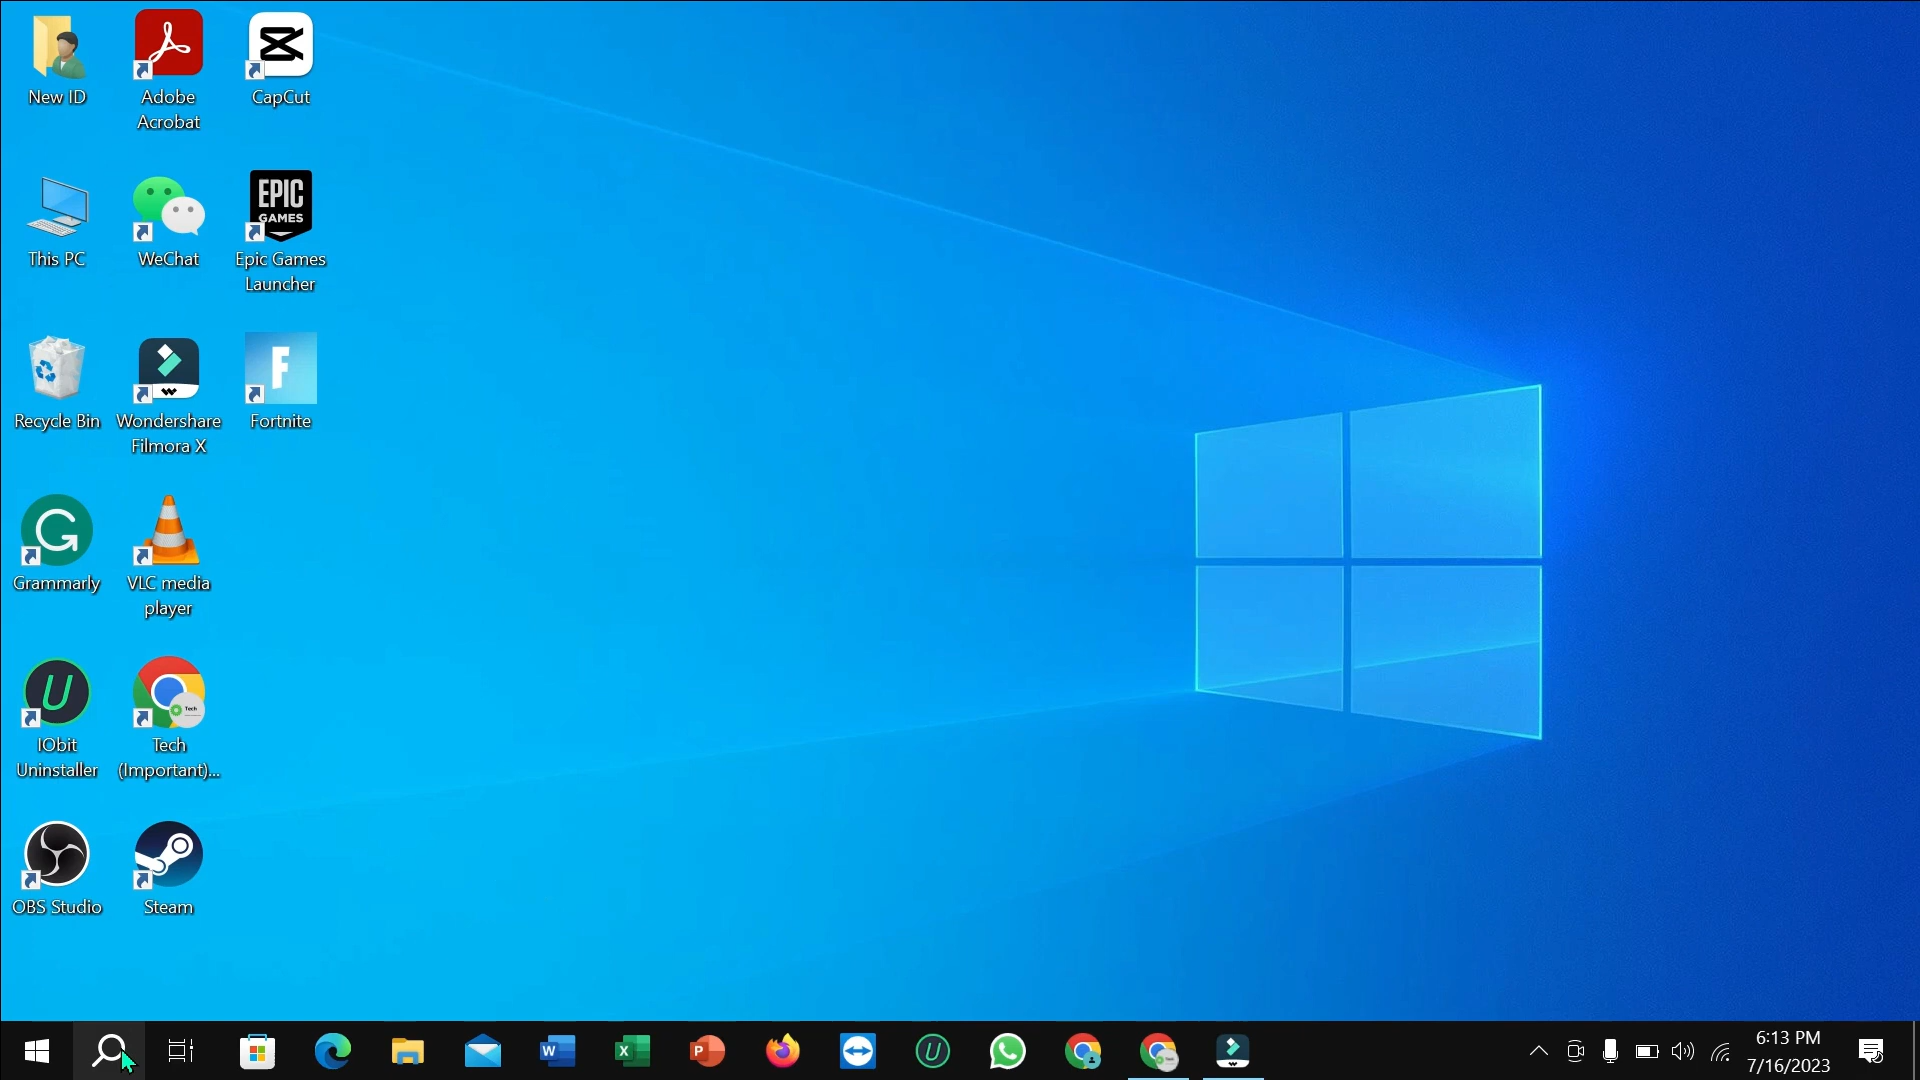 New ID
Adobe
Acrobat
CapCut
This PC
WeChat
EPIC
GAMES
Epic Games
Launcher
Recycle Bin
Wondershare
Filmora X
F
Fortnite
G
Grammarly
VLC media
player
U
IObit
Uninstaller
Tech
Tech
(Important)...
OBS Studio
Steam
W
X
P
U
6:13 PM
7/16/2023